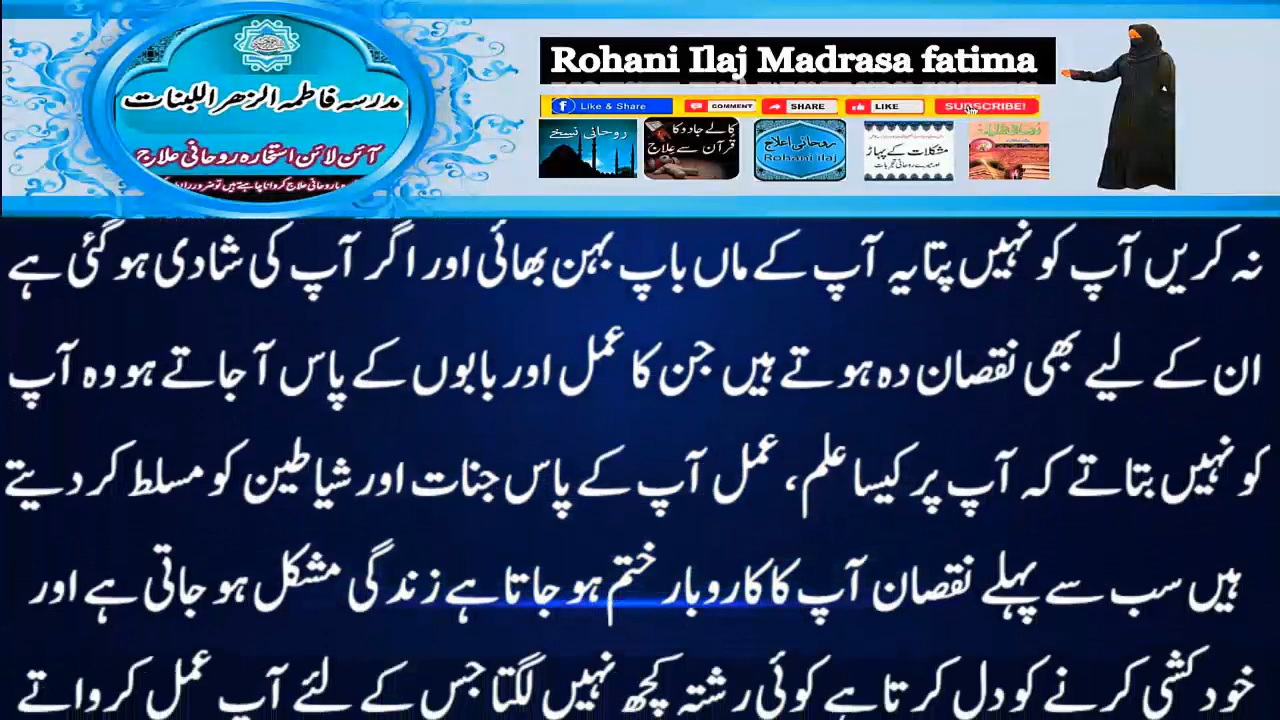 مدرسہ فاطمہ الزھراللبنات
آئن لائن استخارہ روحانی علاج
Rohani Ilaj Madrasa fatima
Like & Share
COMMENT
SHARE
LIKE
SUBSCRIBE!
روحانی نسخے
کالے جادو کا
قرآن سے علاج
روحانی اعلاج
Rohani ilaj
مشکلات کے پہاڑ
نہ کریں آپ کو نہیں پتا یہ آپ کے ماں باپ بہن بھائی اور اگر آپ کی شادی ہو گئی ہے
ان کے لیے بھی نقصان دہ ہوتے ہیں جن کا عمل اور بابوں کے پاس آ جاتے ہو وہ آپ
کو نہیں بتاتے کہ آپ پر کیسا علم، عمل آپ کے پاس جنات اور شیاطین کو مسلط کر دیتے
ہیں سب سے پہلے نقصان آپ کا کاروبار ختم ہو جاتا ہے زندگی مشکل ہو جاتی ہے اور
خودکشی کرنے کو دل کرتا ہے کوئی رشتہ کچھ نہیں لگتا جس کے لئے آپ عمل کرواتے